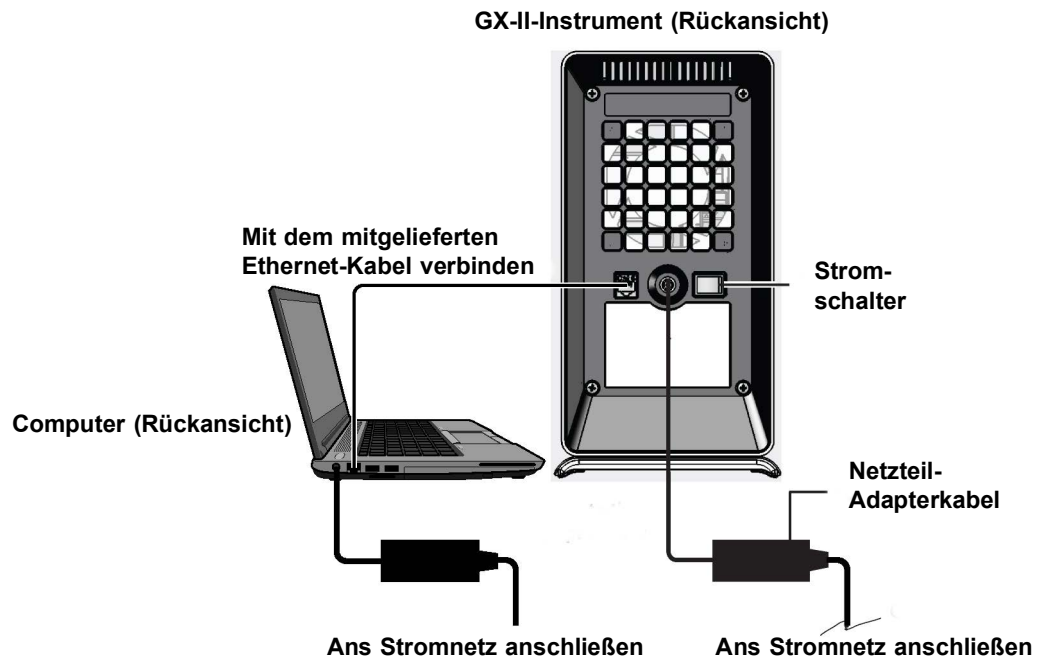 GX-II-Instrument (Rückansicht)
Mit dem mitgelieferten
Ethernet-Kabel verbinden
Strom-
schalter
Computer (Rückansicht)
Netzteil-
Adapterkabel
Ans Stromnetz anschließen
Ans Stromnetz anschließen